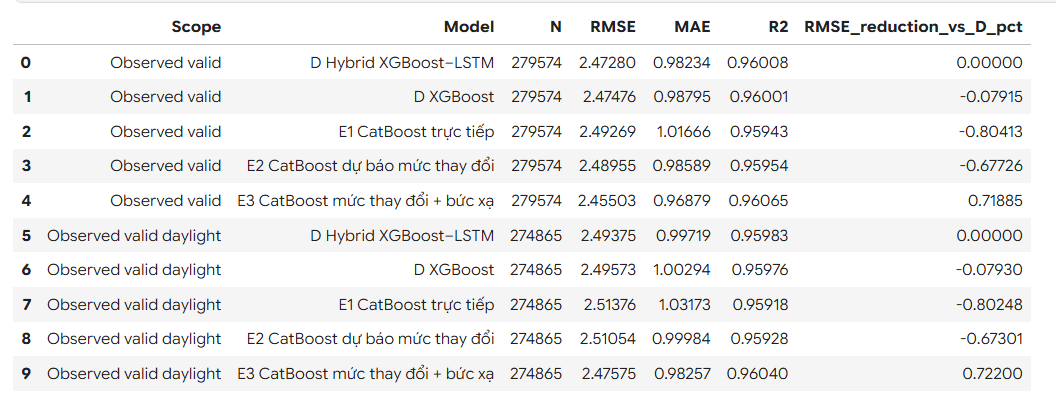 Scope Model N RMSE MAE R2 RMSE_reduction_vs_D_pct
0 Observed valid D Hybrid XGBoost–LSTM 279574 2.47280 0.98234 0.96008 0.00000
1 Observed valid D XGBoost 279574 2.47476 0.98795 0.96001 -0.07915
2 Observed valid E1 CatBoost trực tiếp 279574 2.49269 1.01666 0.95943 -0.80413
3 Observed valid E2 CatBoost dự báo mức thay đổi 279574 2.48955 0.98589 0.95954 -0.67726
4 Observed valid E3 CatBoost mức thay đổi + bức xạ 279574 2.45503 0.96879 0.96065 0.71885
5 Observed valid daylight D Hybrid XGBoost–LSTM 274865 2.49375 0.99719 0.95983 0.00000
6 Observed valid daylight D XGBoost 274865 2.49573 1.00294 0.95976 -0.07930
7 Observed valid daylight E1 CatBoost trực tiếp 274865 2.51376 1.03173 0.95918 -0.80248
8 Observed valid daylight E2 CatBoost dự báo mức thay đổi 274865 2.51054 0.99984 0.95928 -0.67301
9 Observed valid daylight E3 CatBoost mức thay đổi + bức xạ 274865 2.47575 0.98257 0.96040 0.72200